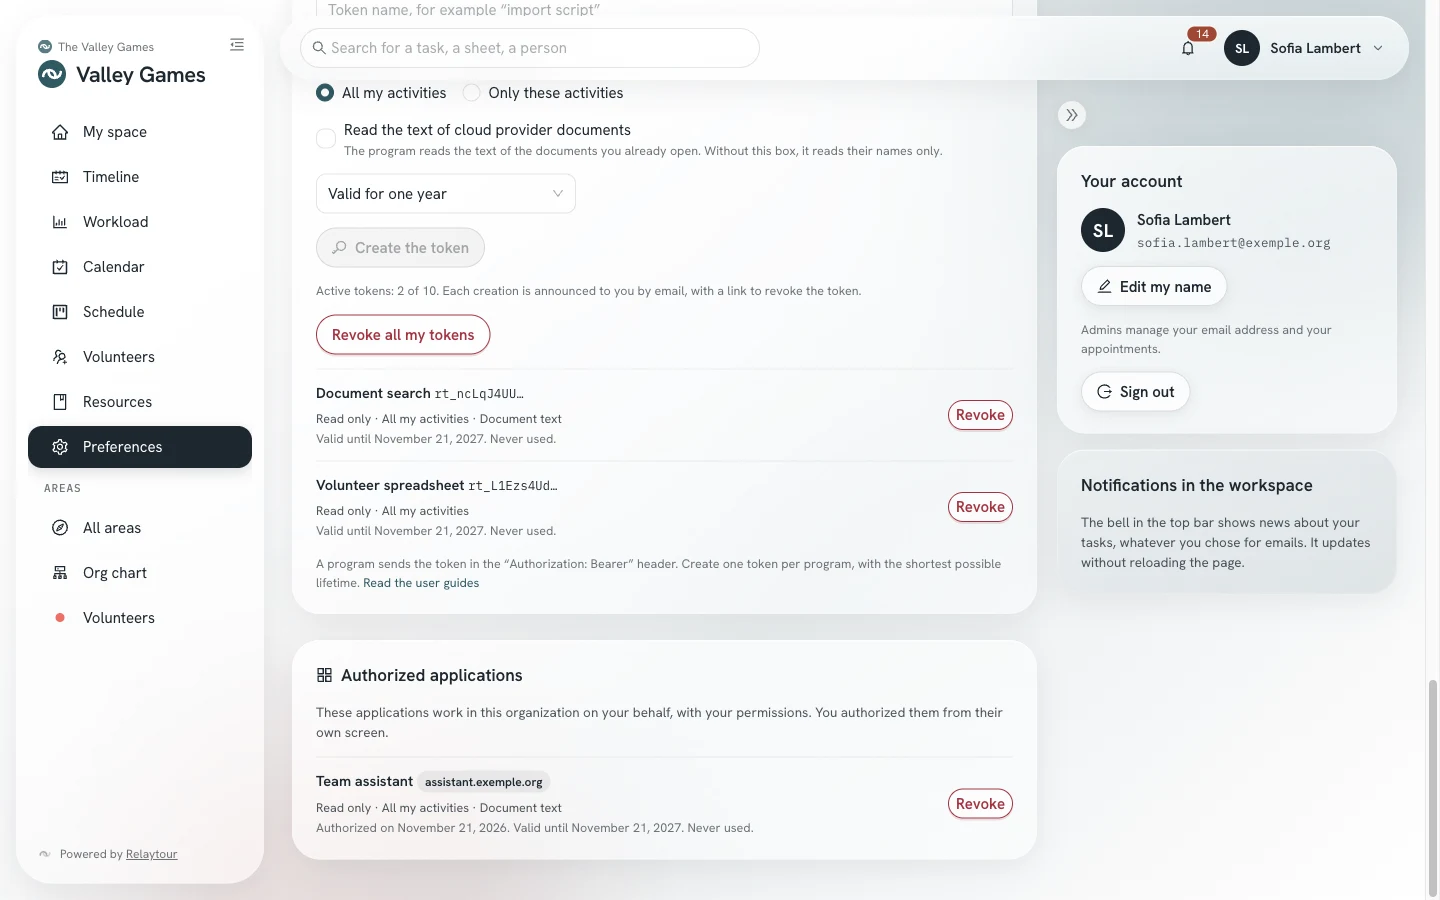 The Valley Games
Valley Games
My space
Timeline
Workload
Calendar
Schedule
Volunteers
Resources
Preferences
AREAS
All areas
Org chart
Volunteers
Powered by Relaytour
Token name, for example “import script”
Search for a task, a sheet, a person
14
SL
Sofia Lambert
All my activities
Only these activities
Read the text of cloud provider documents
The program reads the text of the documents you already open. Without this box, it reads their names only.
Valid for one year
Create the token
Active tokens: 2 of 10. Each creation is announced to you by email, with a link to revoke the token.
Revoke all my tokens
Document search rt_ncLqJ4UU…
Read only · All my activities · Document text
Valid until November 21, 2027. Never used.
Revoke
Volunteer spreadsheet rt_L1Ezs4Ud…
Read only · All my activities
Valid until November 21, 2027. Never used.
Revoke
A program sends the token in the “Authorization: Bearer” header. Create one token per program, with the shortest possible
lifetime. Read the user guides
Authorized applications
These applications work in this organization on your behalf, with your permissions. You authorized them from their
own screen.
Team assistant assistant.exemple.org
Read only · All my activities · Document text
Authorized on November 21, 2026. Valid until November 21, 2027. Never used.
Revoke
Your account
SL
Sofia Lambert
sofia.lambert@exemple.org
Edit my name
Admins manage your email address and your
appointments.
Sign out
Notifications in the workspace
The bell in the top bar shows news about your
tasks, whatever you chose for emails. It updates
without reloading the page.